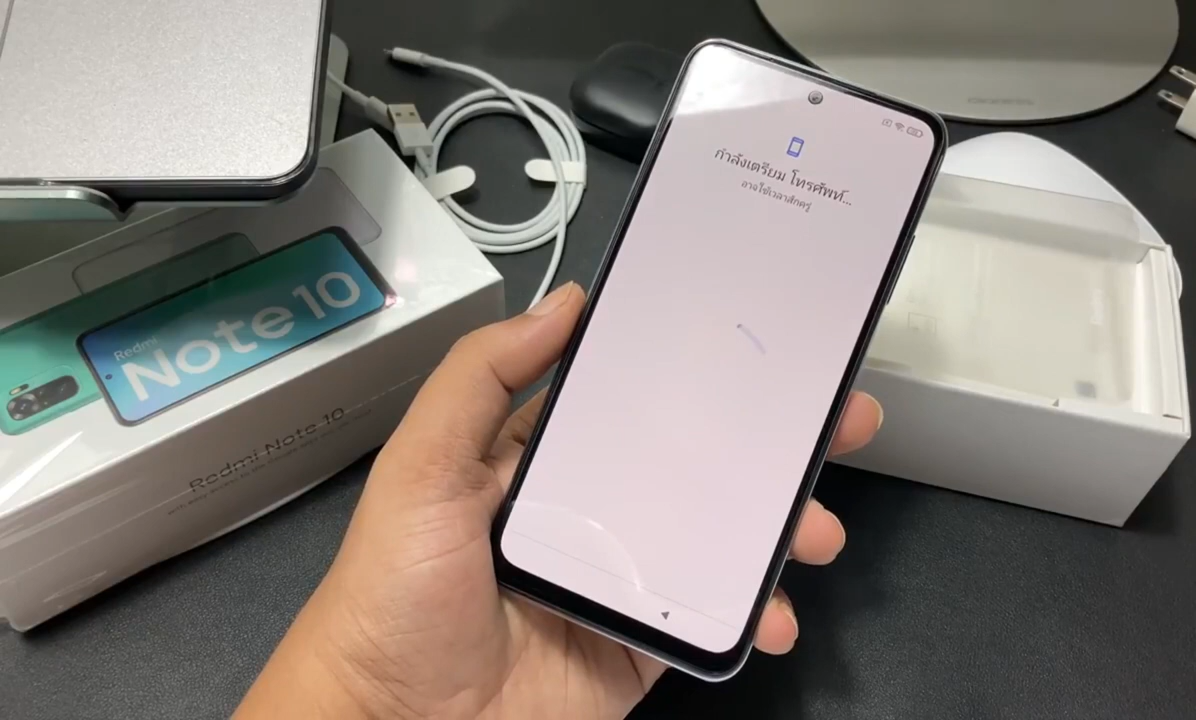 กำลังเตรียม โทรศัพท์...
อาจใช้เวลาสักครู่
Redmi
Note 10
Redmi Note 10